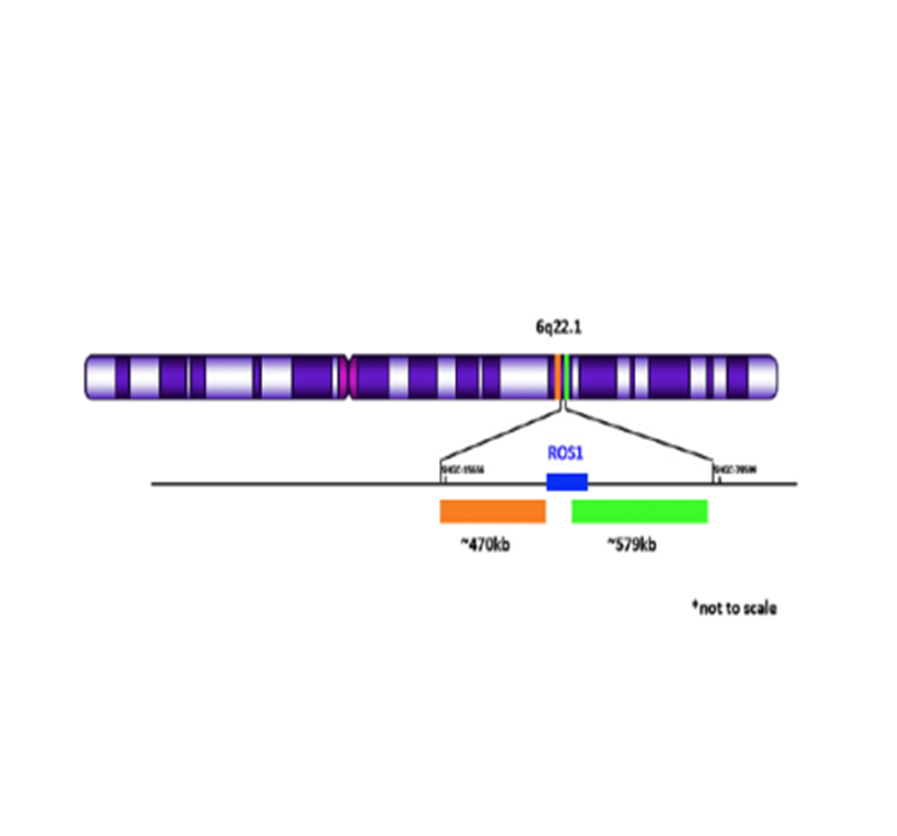 6q22.1
ROS1
~470kb
~579kb
*not to scale